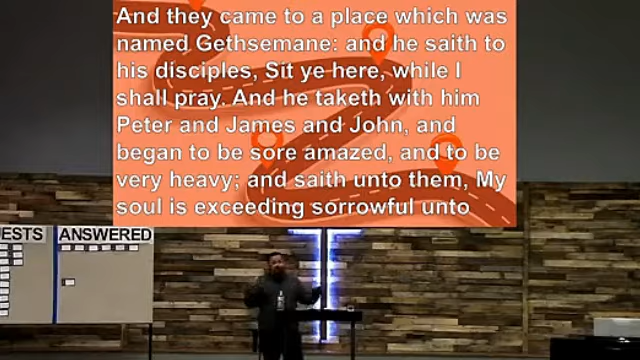 And they came to a place which was
named Gethsemane: and he saith to
his disciples, Sit ye here, while I
shall pray. And he taketh with him
Peter and James and John, and
began to be sore amazed, and to be
very heavy; and saith unto them, My
soul is exceeding sorrowful unto
UESTS ANSWERED